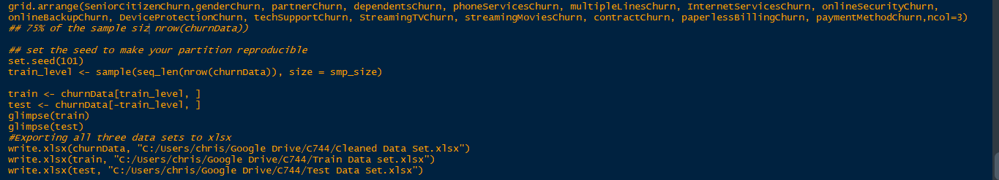 grid.arrange(SeniorCitizenChurn,genderChurn, partnerChurn, dependentsChurn, phoneServicesChurn, multipleLinesChurn, InternetServicesChurn, onlineSecurityChurn,
onlineBackupChurn, DeviceProtectionChurn, techSupportChurn, StreamingTVChurn, streamingMoviesChurn, contractChurn, paperlessBillingChurn, paymentMethodChurn,ncol=3)
## 75% of the sample siz nrow(churnData))
## set the seed to make your partition reproducible
set.seed(101)
train_level <- sample(seq_len(nrow(churnData)), size = smp_size)
train <- churnData[train_level, ]
test <- churnData[-train_level, ]
glimpse(train)
glimpse(test)
#Exporting all three data sets to xlsx
write.xlsx(churnData, "C:/Users/chris/Google Drive/C744/Cleaned Data Set.xlsx")
write.xlsx(train, "C:/Users/chris/Google Drive/C744/Train Data set.xlsx")
write.xlsx(test, "C:/Users/chris/Google Drive/C744/Test Data Set.xlsx")